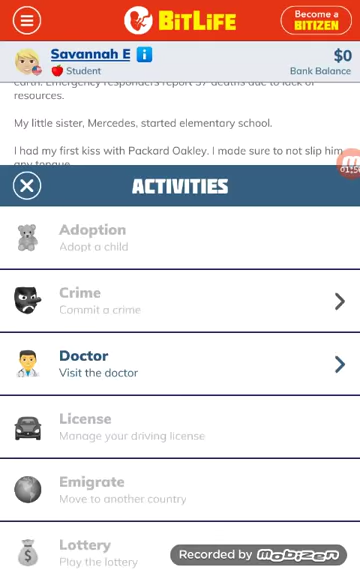 BitLife
Become a
BITIZEN
Savannah E i
$0
Student
Bank Balance
earth. Emergency responders report 37 deaths due to lack of
resources.
My little sister, Mercedes, started elementary school.
I had my first kiss with Packard Oakley. I made sure to not slip him
any tongue.
ACTIVITIES
Adoption
Adopt a child
Crime
Commit a crime
Doctor
Visit the doctor
License
Manage your driving license
Emigrate
Move to another country
Lottery
Play the lottery
Recorded by mobizen